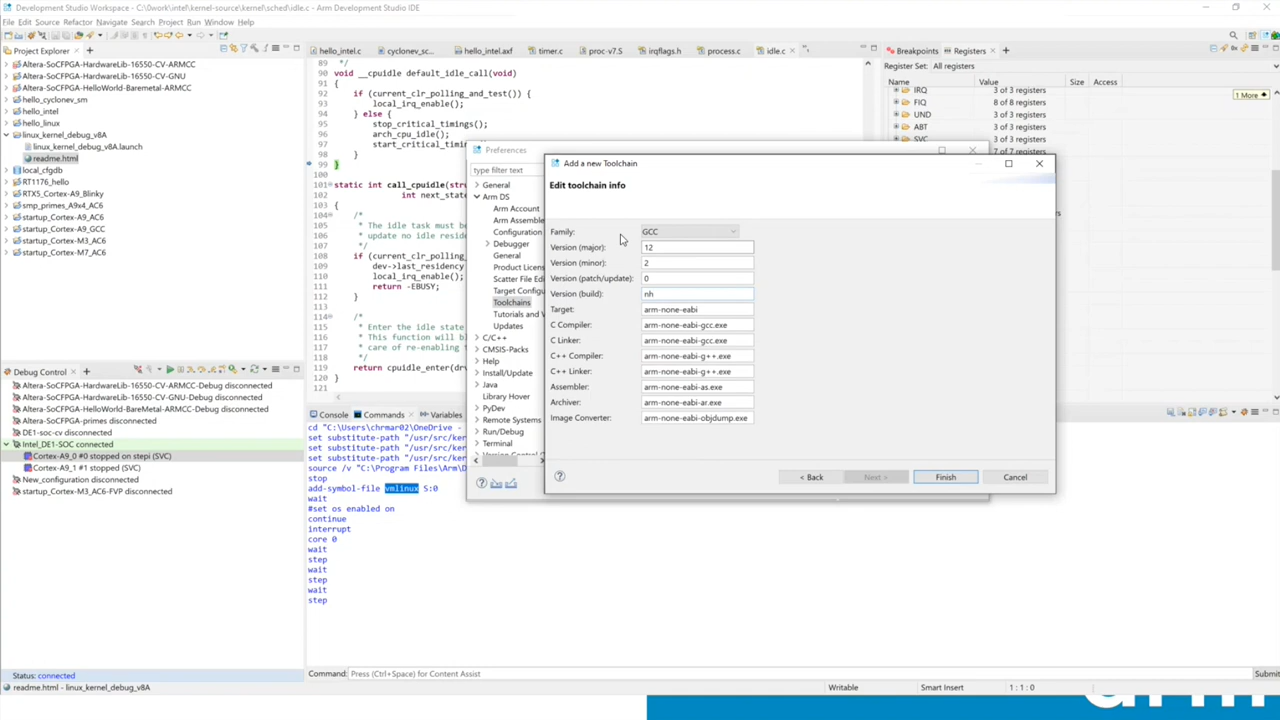 Development Studio Workspace - C:\0work\intel\kernel-source\kernel\sched\idle.c - Arm Development Studio IDE
File Edit Source Refactor Navigate Search Project Run Window Help
Project Explorer
Altera-SoCFPGA-HardwareLib-16550-CV-ARMCC
Altera-SoCFPGA-HardwareLib-16550-CV-GNU
Altera-SoCFPGA-HelloWorld-Baremetal-ARMCC
hello_cyclonev_sm
hello_intel
hello_linux
linux_kernel_debug_v8A
linux_kernel_debug_v8A.launch
readme.html
local_cfgdb
RT1176_hello
RTX5_Cortex-A9_Blinky
smp_primes_A9x4_AC6
startup_Cortex-A9_AC6
startup_Cortex-A9_GCC
startup_Cortex-M3_AC6
startup_Cortex-M7_AC6
hello_intel.c cyclonev_sc... hello_intel.axf timer.c proc-v7.S irqflags.h process.c idle.c
89 */
90 void __cpuidle default_idle_call(void)
91 {
92 if (current_clr_polling_and_test()) {
93 local_irq_enable();
94 } else {
95 stop_critical_timings();
96 arch_cpu_idle();
97 start_critical_timin
98 }
99 }
100
101 static int call_cpuidle(str
102 int next_state
103 {
104 /*
105 * The idle task must be
106 * update no idle reside
107 */
108 if (current_clr_polling_
109 dev->last_residency
110 local_irq_enable();
111 return -EBUSY;
112 }
113
114 /*
115 * Enter the idle state
116 * This function will bl
117 * care of re-enabling t
118 */
119 return cpuidle_enter(drv
120 }
121
Breakpoints Registers
Register Set: All registers
Name Value Size Access
IRQ 3 of 3 registers
1 More
FIQ 8 of 8 registers
UND 3 of 3 registers
ABT 3 of 3 registers
SVC 3 of 3 registers
7 of 7 registers
Preferences
type filter text
General
Arm DS
Arm Account
Arm Assemble
Configuration
Debugger
General
Product Licens
Scatter File Edi
Target Configu
Toolchains
Tutorials and V
Updates
C/C++
CMSIS-Packs
Help
Install/Update
Java
Library Hover
PyDev
Remote Systems
Run/Debug
Terminal
Add a new Toolchain
Edit toolchain info
Family: GCC
Version (major): 12
Version (minor): 2
Version (patch/update): 0
Version (build): nh
Target: arm-none-eabi
C Compiler: arm-none-eabi-gcc.exe
C Linker: arm-none-eabi-gcc.exe
C++ Compiler: arm-none-eabi-g++.exe
C++ Linker: arm-none-eabi-g++.exe
Assembler: arm-none-eabi-as.exe
Archiver: arm-none-eabi-ar.exe
Image Converter: arm-none-eabi-objdump.exe
< Back Next > Finish Cancel
Debug Control
Altera-SoCFPGA-HardwareLib-16550-CV-ARMCC-Debug disconnected
Altera-SoCFPGA-HardwareLib-16550-CV-GNU-Debug disconnected
Altera-SoCFPGA-HelloWorld-BareMetal-ARMCC-Debug disconnected
Altera-SoCFPGA-primes disconnected
DE1-soc-cv disconnected
Intel_DE1-SOC connected
Cortex-A9_0 #0 stopped on stepi (SVC)
Cortex-A9_1 #1 stopped (SVC)
New_configuration disconnected
startup_Cortex-M3_AC6-FVP disconnected
Status: connected
Console Commands Variables
cd "C:\Users\chrmar02\OneDrive -
set substitute-path "/usr/src/ker
set substitute-path "/usr/src/ker
set substitute-path "/usr/src/ker
source /v "C:\Program Files\Arm\D
stop
add-symbol-file vmlinux S:0
wait
#set os enabled on
continue
interrupt
core 0
wait
step
wait
step
wait
step
Command: Press (Ctrl+Space) for Content Assist
Submit
readme.html - linux_kernel_debug_v8A Writable Smart Insert 1 : 1 : 0